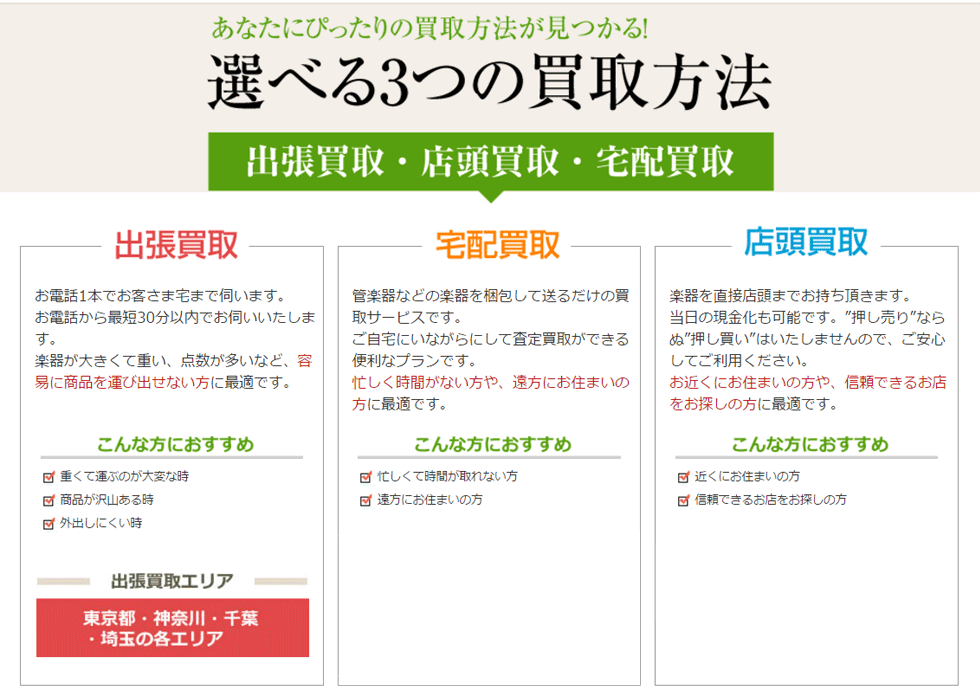 あなたにぴったりの買取方法が見つかる!
選べる3つの買取方法
出張買取・店頭買取・宅配買取
出張買取
お電話1本でお客さま宅まで伺います。
お電話から最短30分以内でお伺いいたしま
す。
楽器が大きくて重い、点数が多いなど、容
易に商品を運び出せない方に最適です。
こんな方におすすめ
重くて運ぶのが大変な時
商品が沢山ある時
外出しにくい時
出張買取エリア
東京都・神奈川・千葉
・埼玉の各エリア
宅配買取
管楽器などの楽器を梱包して送るだけの買
取サービスです。
ご自宅にいながらにして査定買取ができる
便利なプランです。
忙しく時間がない方や、遠方にお住まいの
方に最適です。
こんな方におすすめ
忙しくて時間が取れない方
遠方にお住まいの方
店頭買取
楽器を直接店頭までお持ち頂きます。
当日の現金化も可能です。”押し売り”なら
ぬ”押し買い”はいたしませんので、ご安心
してご利用ください。
お近くにお住まいの方や、信頼できるお店
をお探しの方に最適です。
こんな方におすすめ
近くにお住まいの方
信頼できるお店をお探しの方